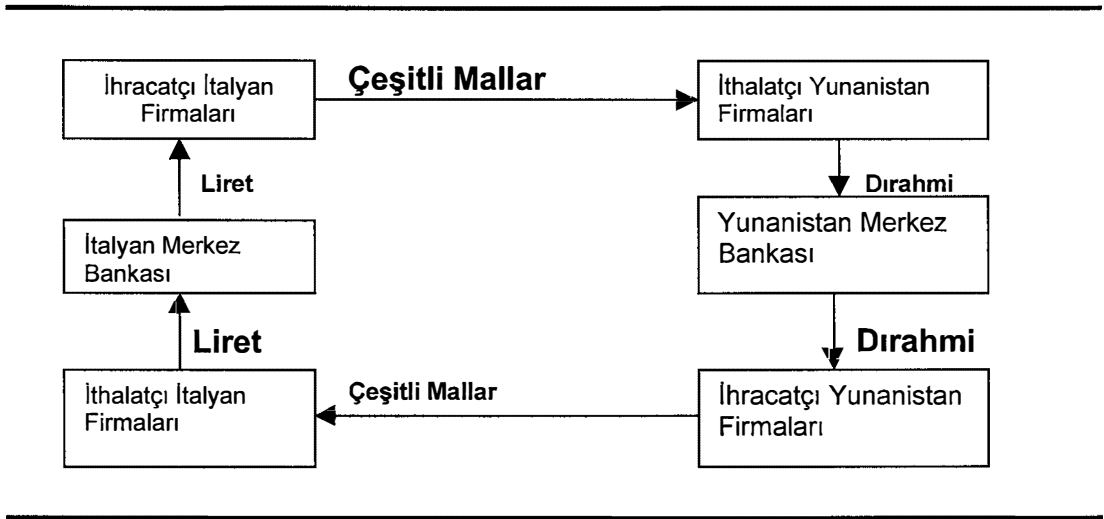 İhracatçı İtalyan
Firmaları
Çeşitli Mallar
İthalatçı Yunanistan
Firmaları
Liret
Dırahmi
İtalyan Merkez
Bankası
Yunanistan Merkez
Bankası
Liret
Dırahmi
İthalatçı İtalyan
Firmaları
Çeşitli Mallar
İhracatçı Yunanistan
Firmaları